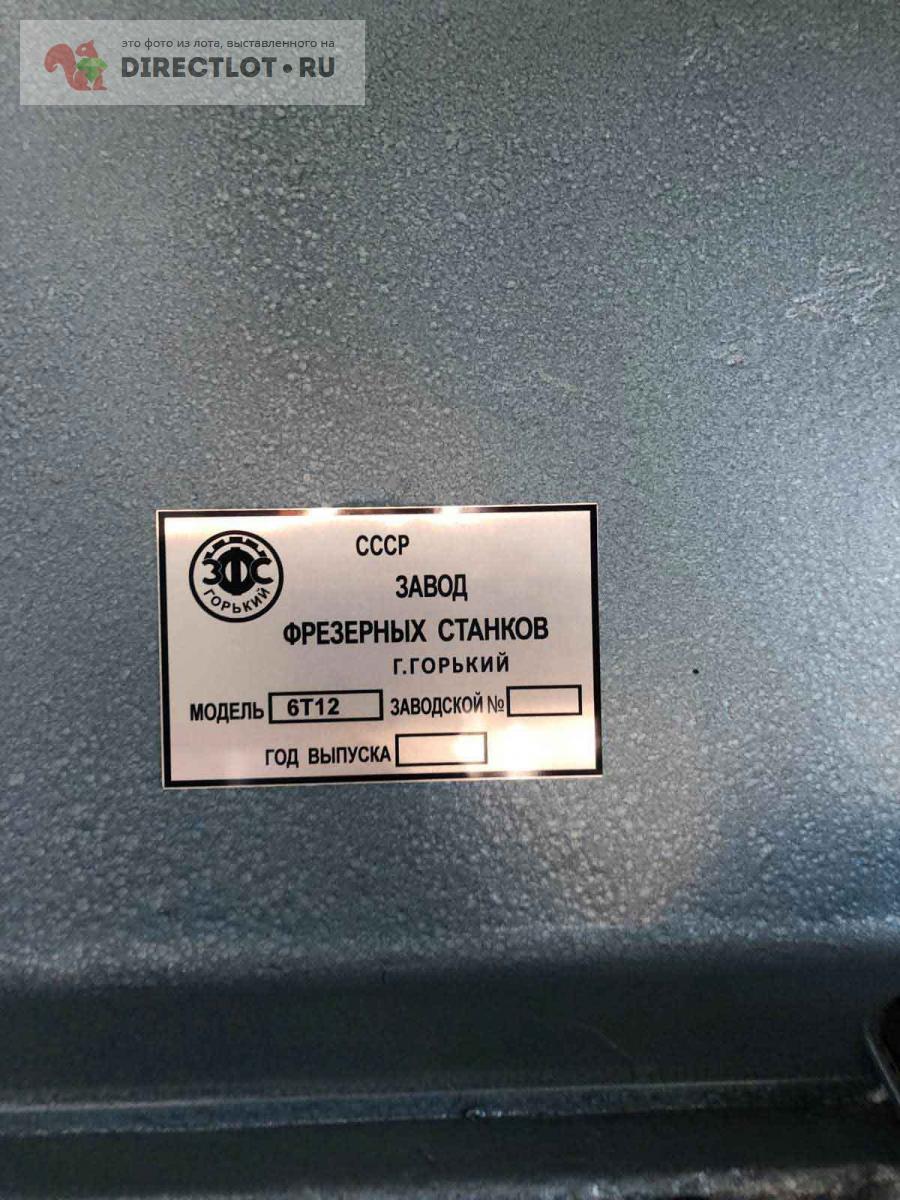 это фото из лота, выставленного на
DIRECTLOT•RU
СССР
ЗФС
ГОРЬКИЙ
ЗАВОД
ФРЕЗЕРНЫХ СТАНКОВ
Г.ГОРЬКИЙ
МОДЕЛЬ 6Т12 ЗАВОДСКОЙ №
ГОД ВЫПУСКА